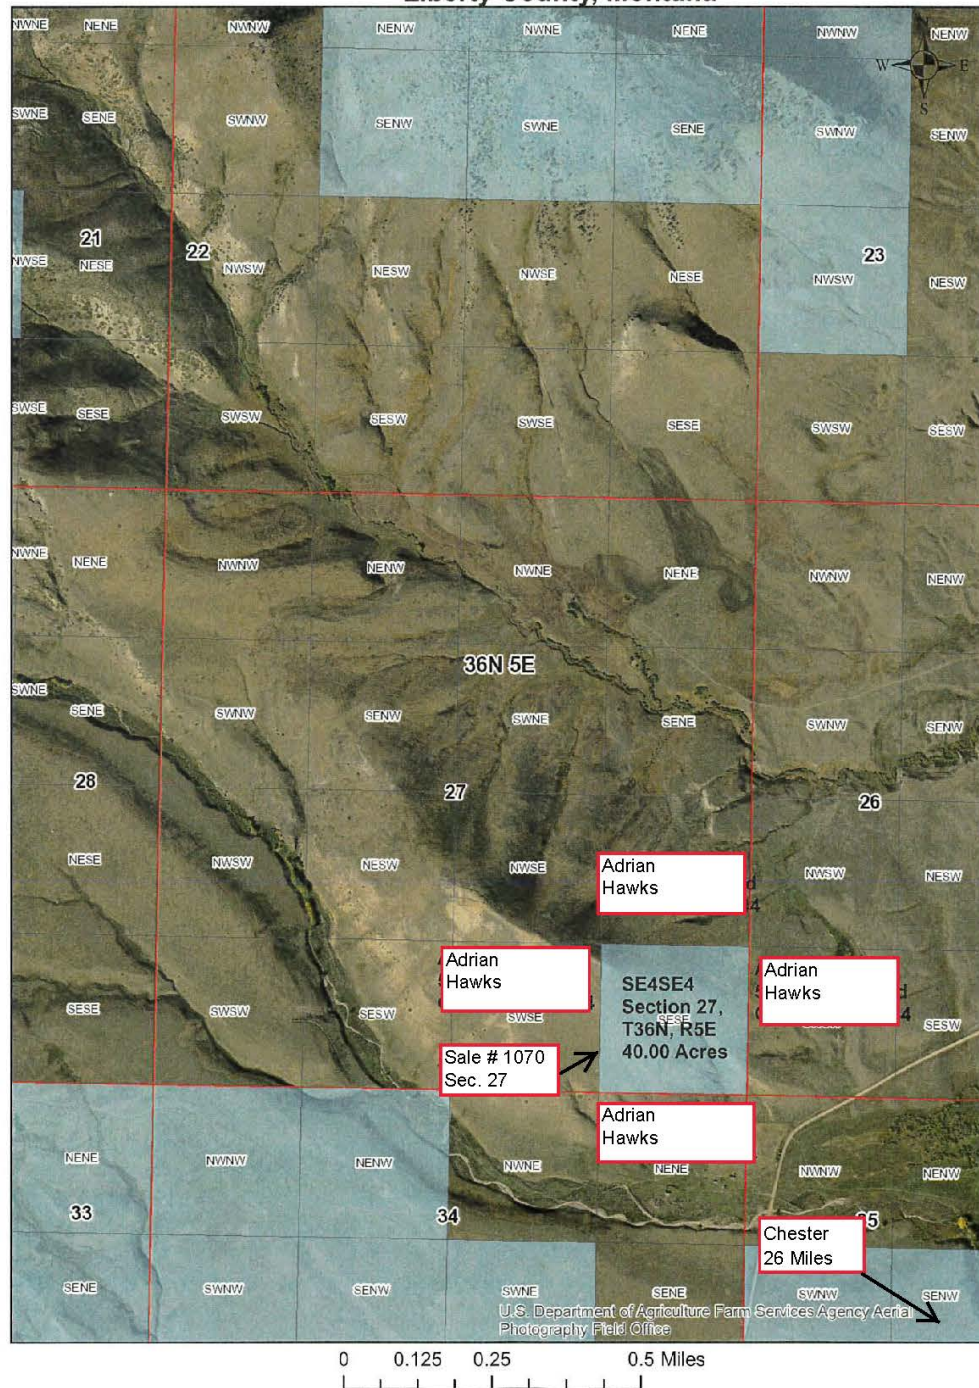 Liberty County, Montana
NWNE NENE NWNW NENW NWNE NENE NWNW NENW
N
W E
S
SWNE SENE SWNW SENW SWNE SENE SWNW SENW
21 22 23
NWSE NESE NWSW NESW NWSE NESE NWSW NESW
SWSE SESE SWSW SESW SWSE SESE SWSW SESW
NWNE NENE NWNW NENW NWNE NENE NWNW NENW
36N 5E
SWNE SENE SWNW SENW SWNE SENE SWNW SENW
28 27 26
NESE NWSW NESW NWSE NWSW NESW
Adrian
Hawks
Adrian
Hawks
SE4SE4
Section 27,
T36N, R5E
40.00 Acres
Adrian
Hawks
SESE SWSW SESW SWSE SESE SESW
Sale # 1070
Sec. 27
Adrian
Hawks
NENE NWNW NENW NWNE NENE NWNW NENW
33 34
Chester
26 Miles
SENE SWNW SENW SWNE SENE SWNW SENW
U.S. Department of Agriculture Farm Services Agency Aerial
Photography Field Office
0 0.125 0.25 0.5 Miles